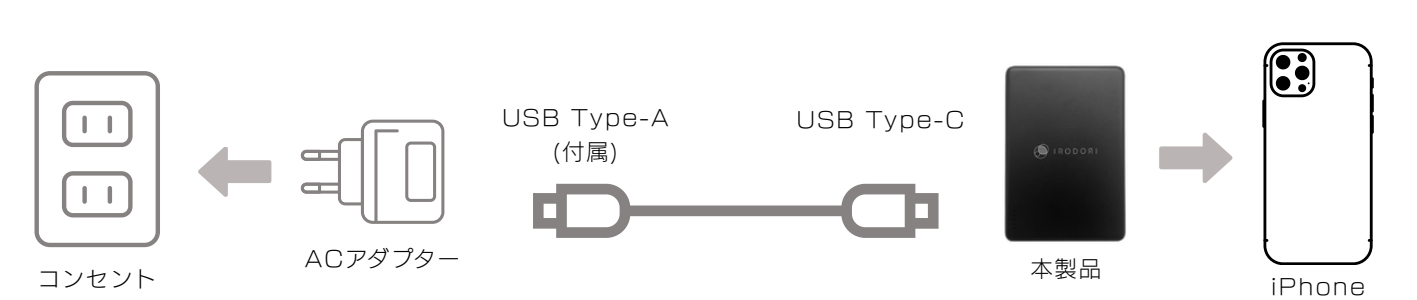 USB Type-A
(付属)
USB Type-C
IRODORI
コンセント
ACアダプター
本製品
iPhone